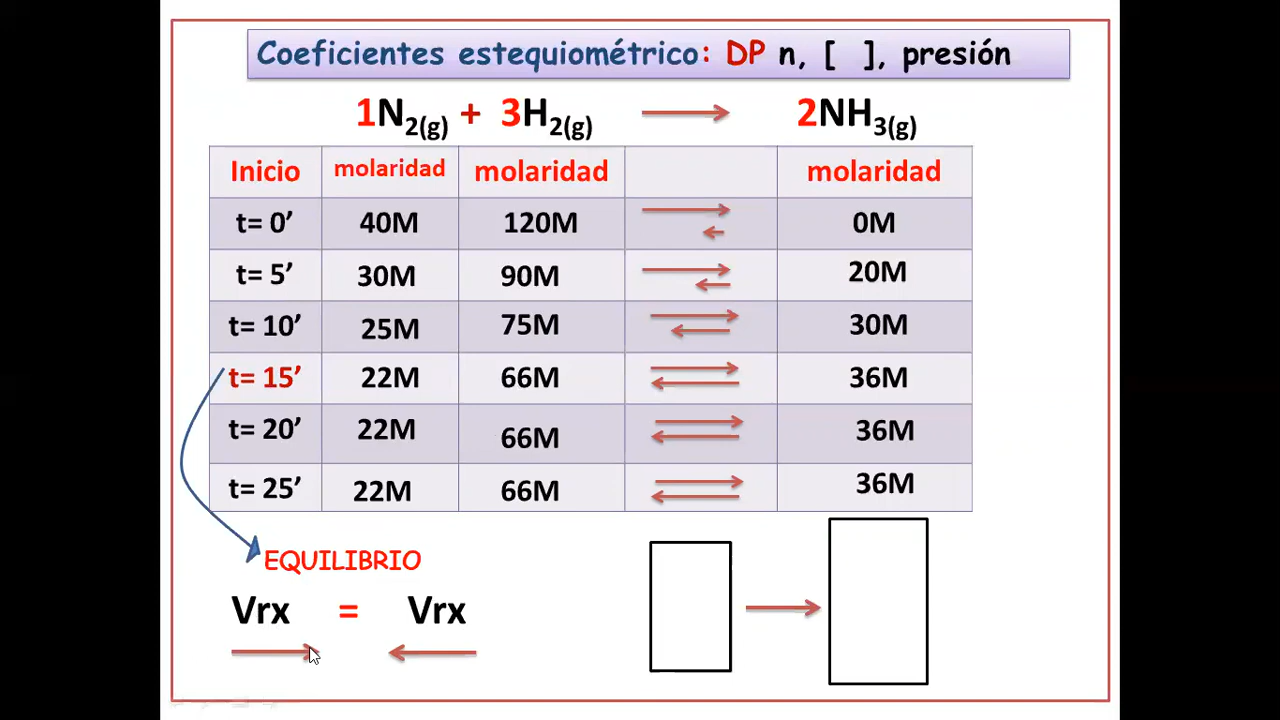 Coeficientes estequiométrico: DP n, [ ], presión
1N2(g) + 3H2(g) → 2NH3(g)
Inicio molaridad molaridad molaridad
t= 0’ 40M 120M 0M
t= 5’ 30M 90M 20M
t= 10’ 25M 75M 30M
t= 15’ 22M 66M 36M
t= 20’ 22M 66M 36M
t= 25’ 22M 66M 36M
EQUILIBRIO
Vrx = Vrx